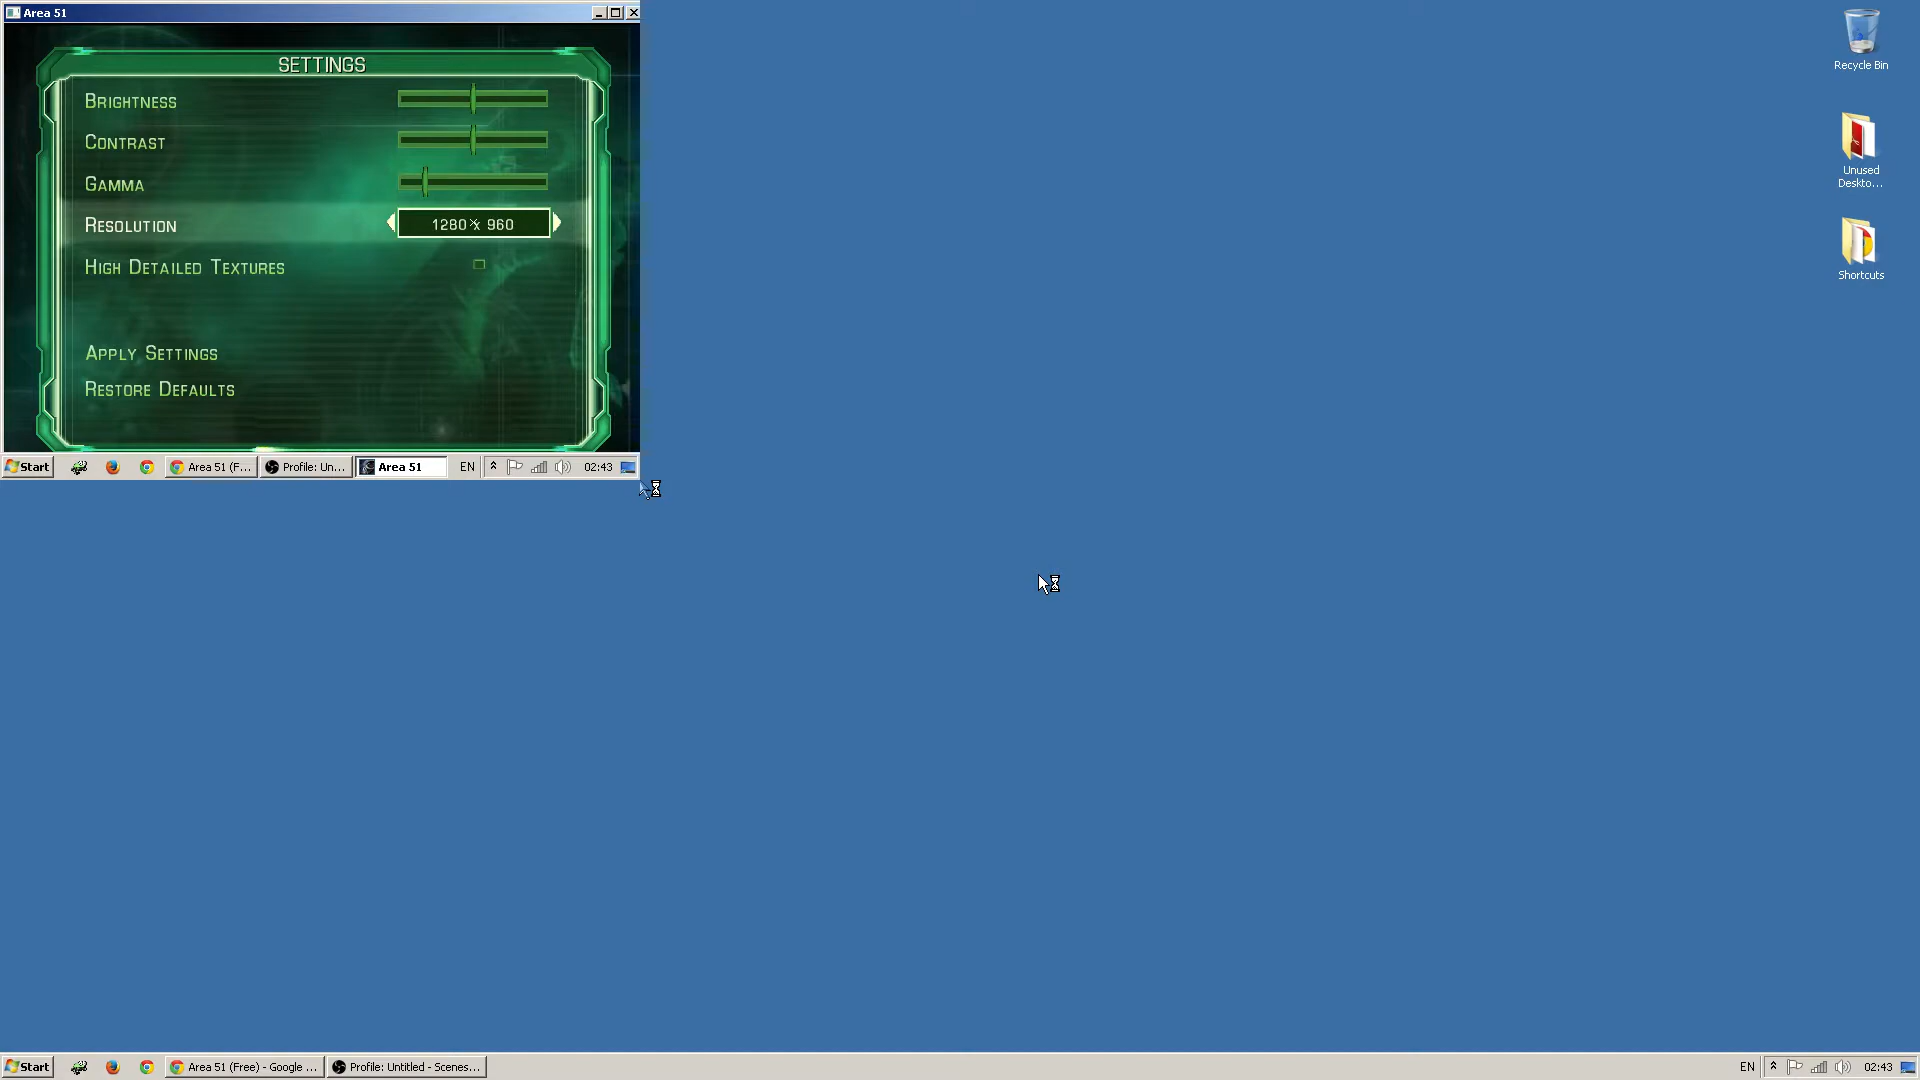 Area 51
SETTINGS
BRIGHTNESS
CONTRAST
GAMMA
RESOLUTION
1280 x 960
HIGH DETAILED TEXTURES
APPLY SETTINGS
RESTORE DEFAULTS
Start
Area 51 (F...
Profile: Un...
Area 51
EN
02:43
Recycle Bin
Unused
Deskto...
Shortcuts
Start
Area 51 (Free) - Google ...
Profile: Untitled - Scenes...
EN
02:43